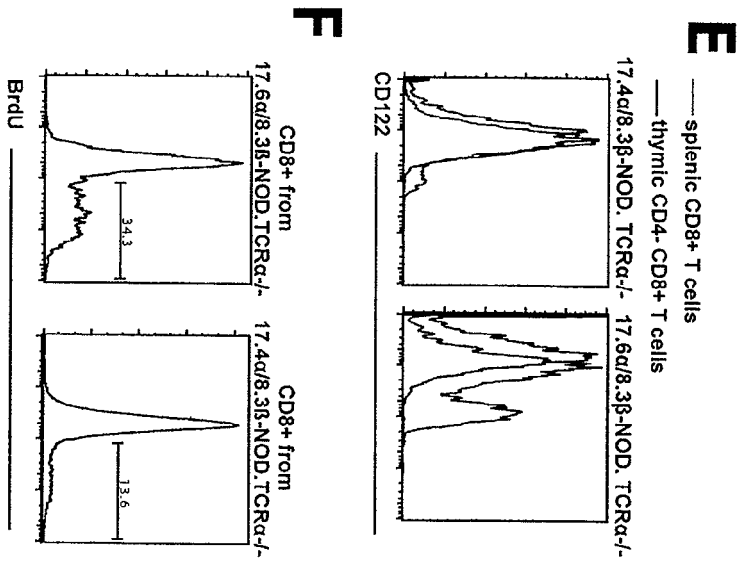 E
splenic CD8+ T cells
thymic CD4- CD8+ T cells
17.4α/8.3β-NOD. TCRα-/- 17.6α/8.3β-NOD. TCRα-/-
CD122
F
CD8+ from
17.6α/8.3ß-NOD.TCRα-/-
CD8+ from
17.4α/8.3ß-NOD.TCRα-/-
34.3
13.6
BrdU